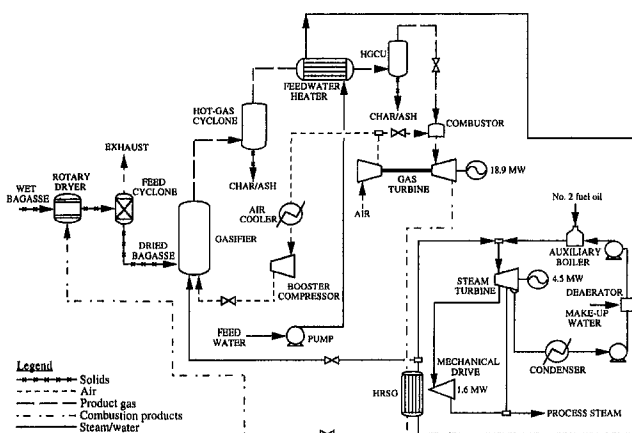 HGCU
FEEDWATER
HEATER
HOT-GAS
CYCLONE
CHAR/ASH
COMBUSTOR
EXHAUST
ROTARY
DRYER
FEED
CYCLONE
CHAR/ASH
GAS
TURBINE
18.9 MW
WET
BAGASSE
AIR
AIR
COOLER
No. 2 fuel oil
GASIFIER
DRIED
BAGASSE
AUXILIARY
BOILER
STEAM
TURBINE
4.5 MW
BOOSTER
COMPRESSOR
DEAERATOR
MAKE-UP
WATER
FEED
WATER
PUMP
CONDENSER
MECHANICAL
DRIVE
HRSG
1.6 MW
PROCESS STEAM
Legend
Solids
Air
Product gas
Combustion products
Steam/water